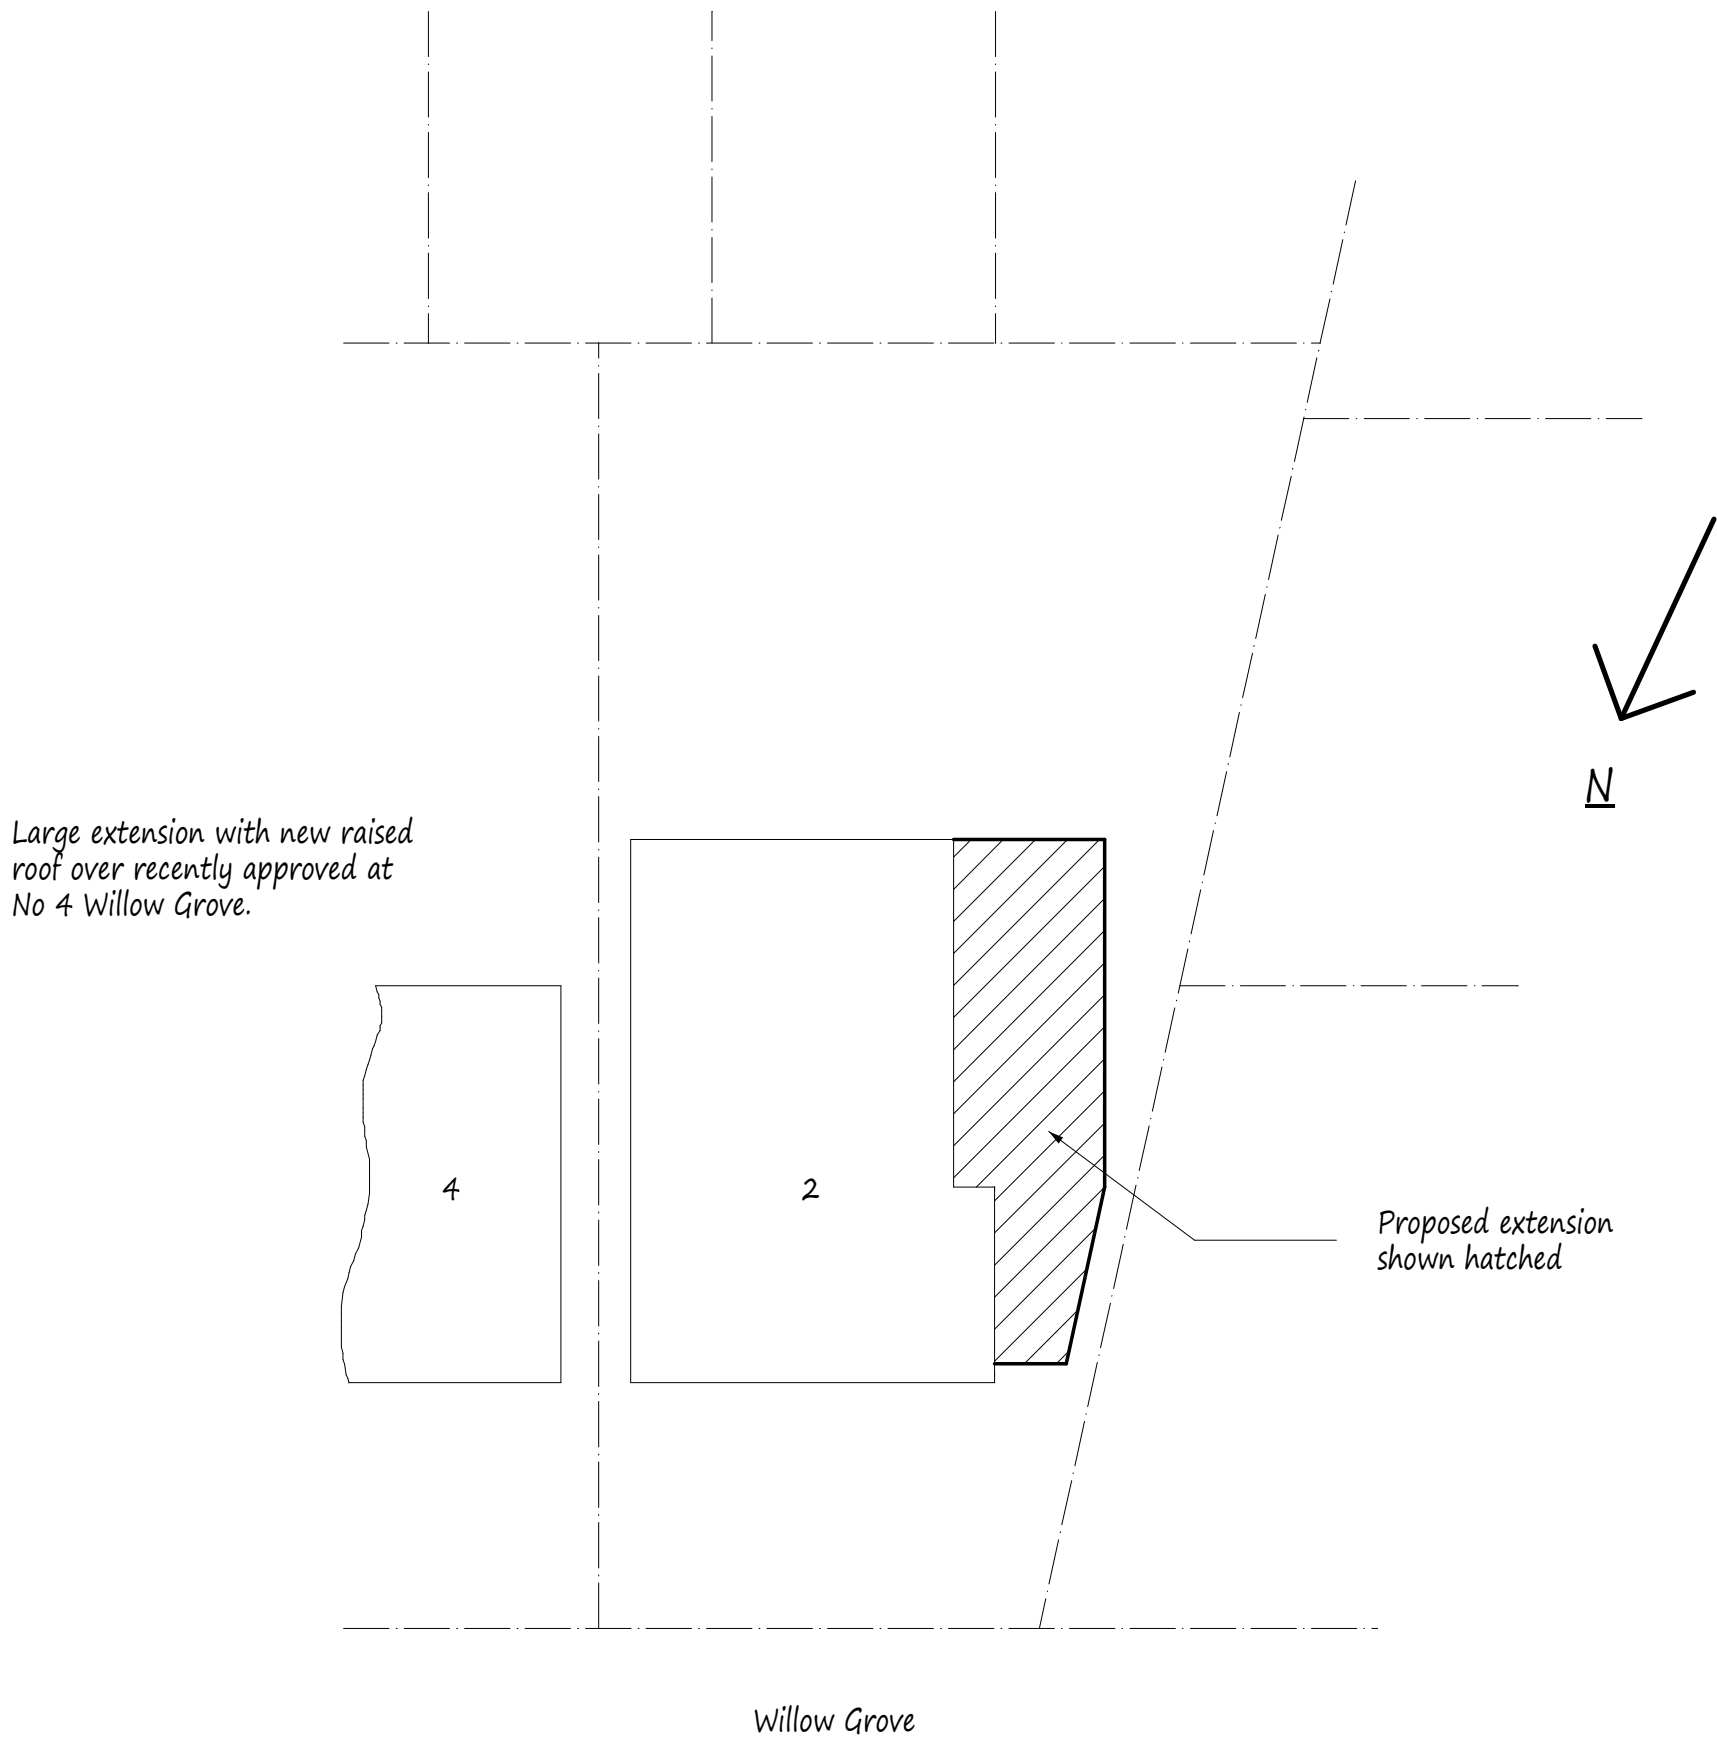 Large extension with new raised
roof over recently approved at
No 4 Willow Grove.
N
4
2
Proposed extension
shown hatched
Willow Grove